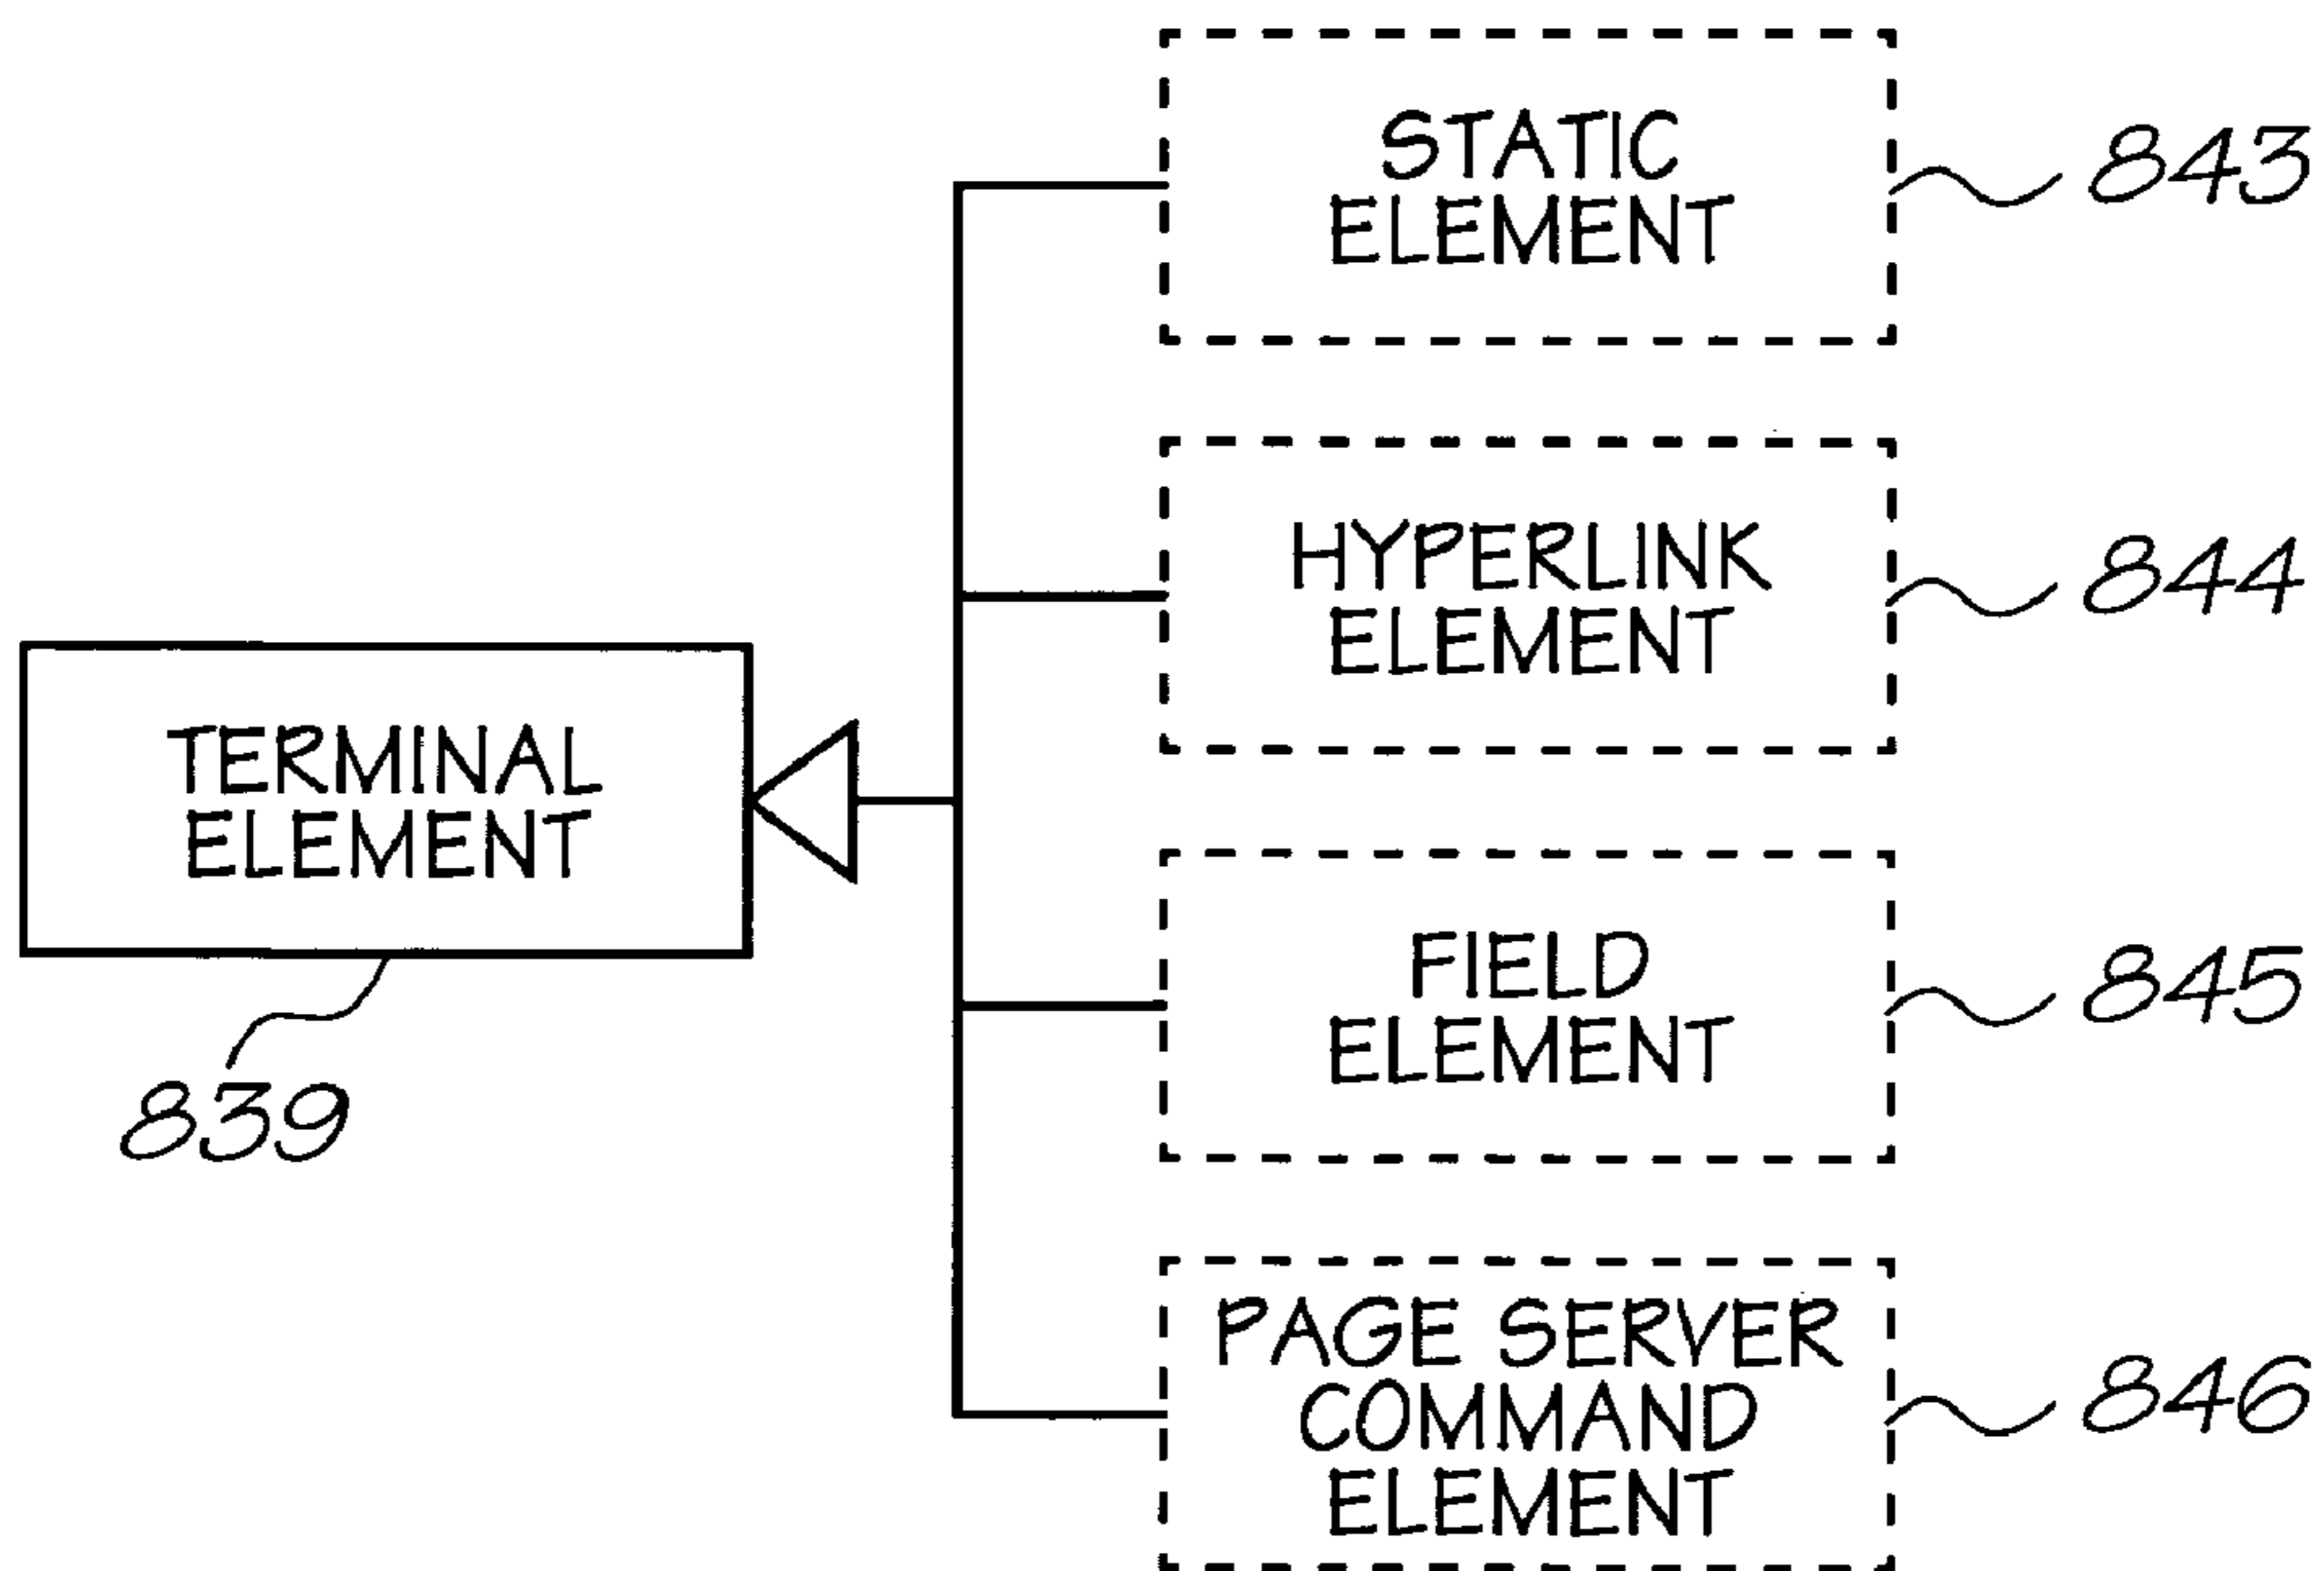 STATIC
ELEMENT
843
HYPERLINK
ELEMENT
844
TERMINAL
ELEMENT
839
FIELD
ELEMENT
845
PAGE SERVER
COMMAND
ELEMENT
846